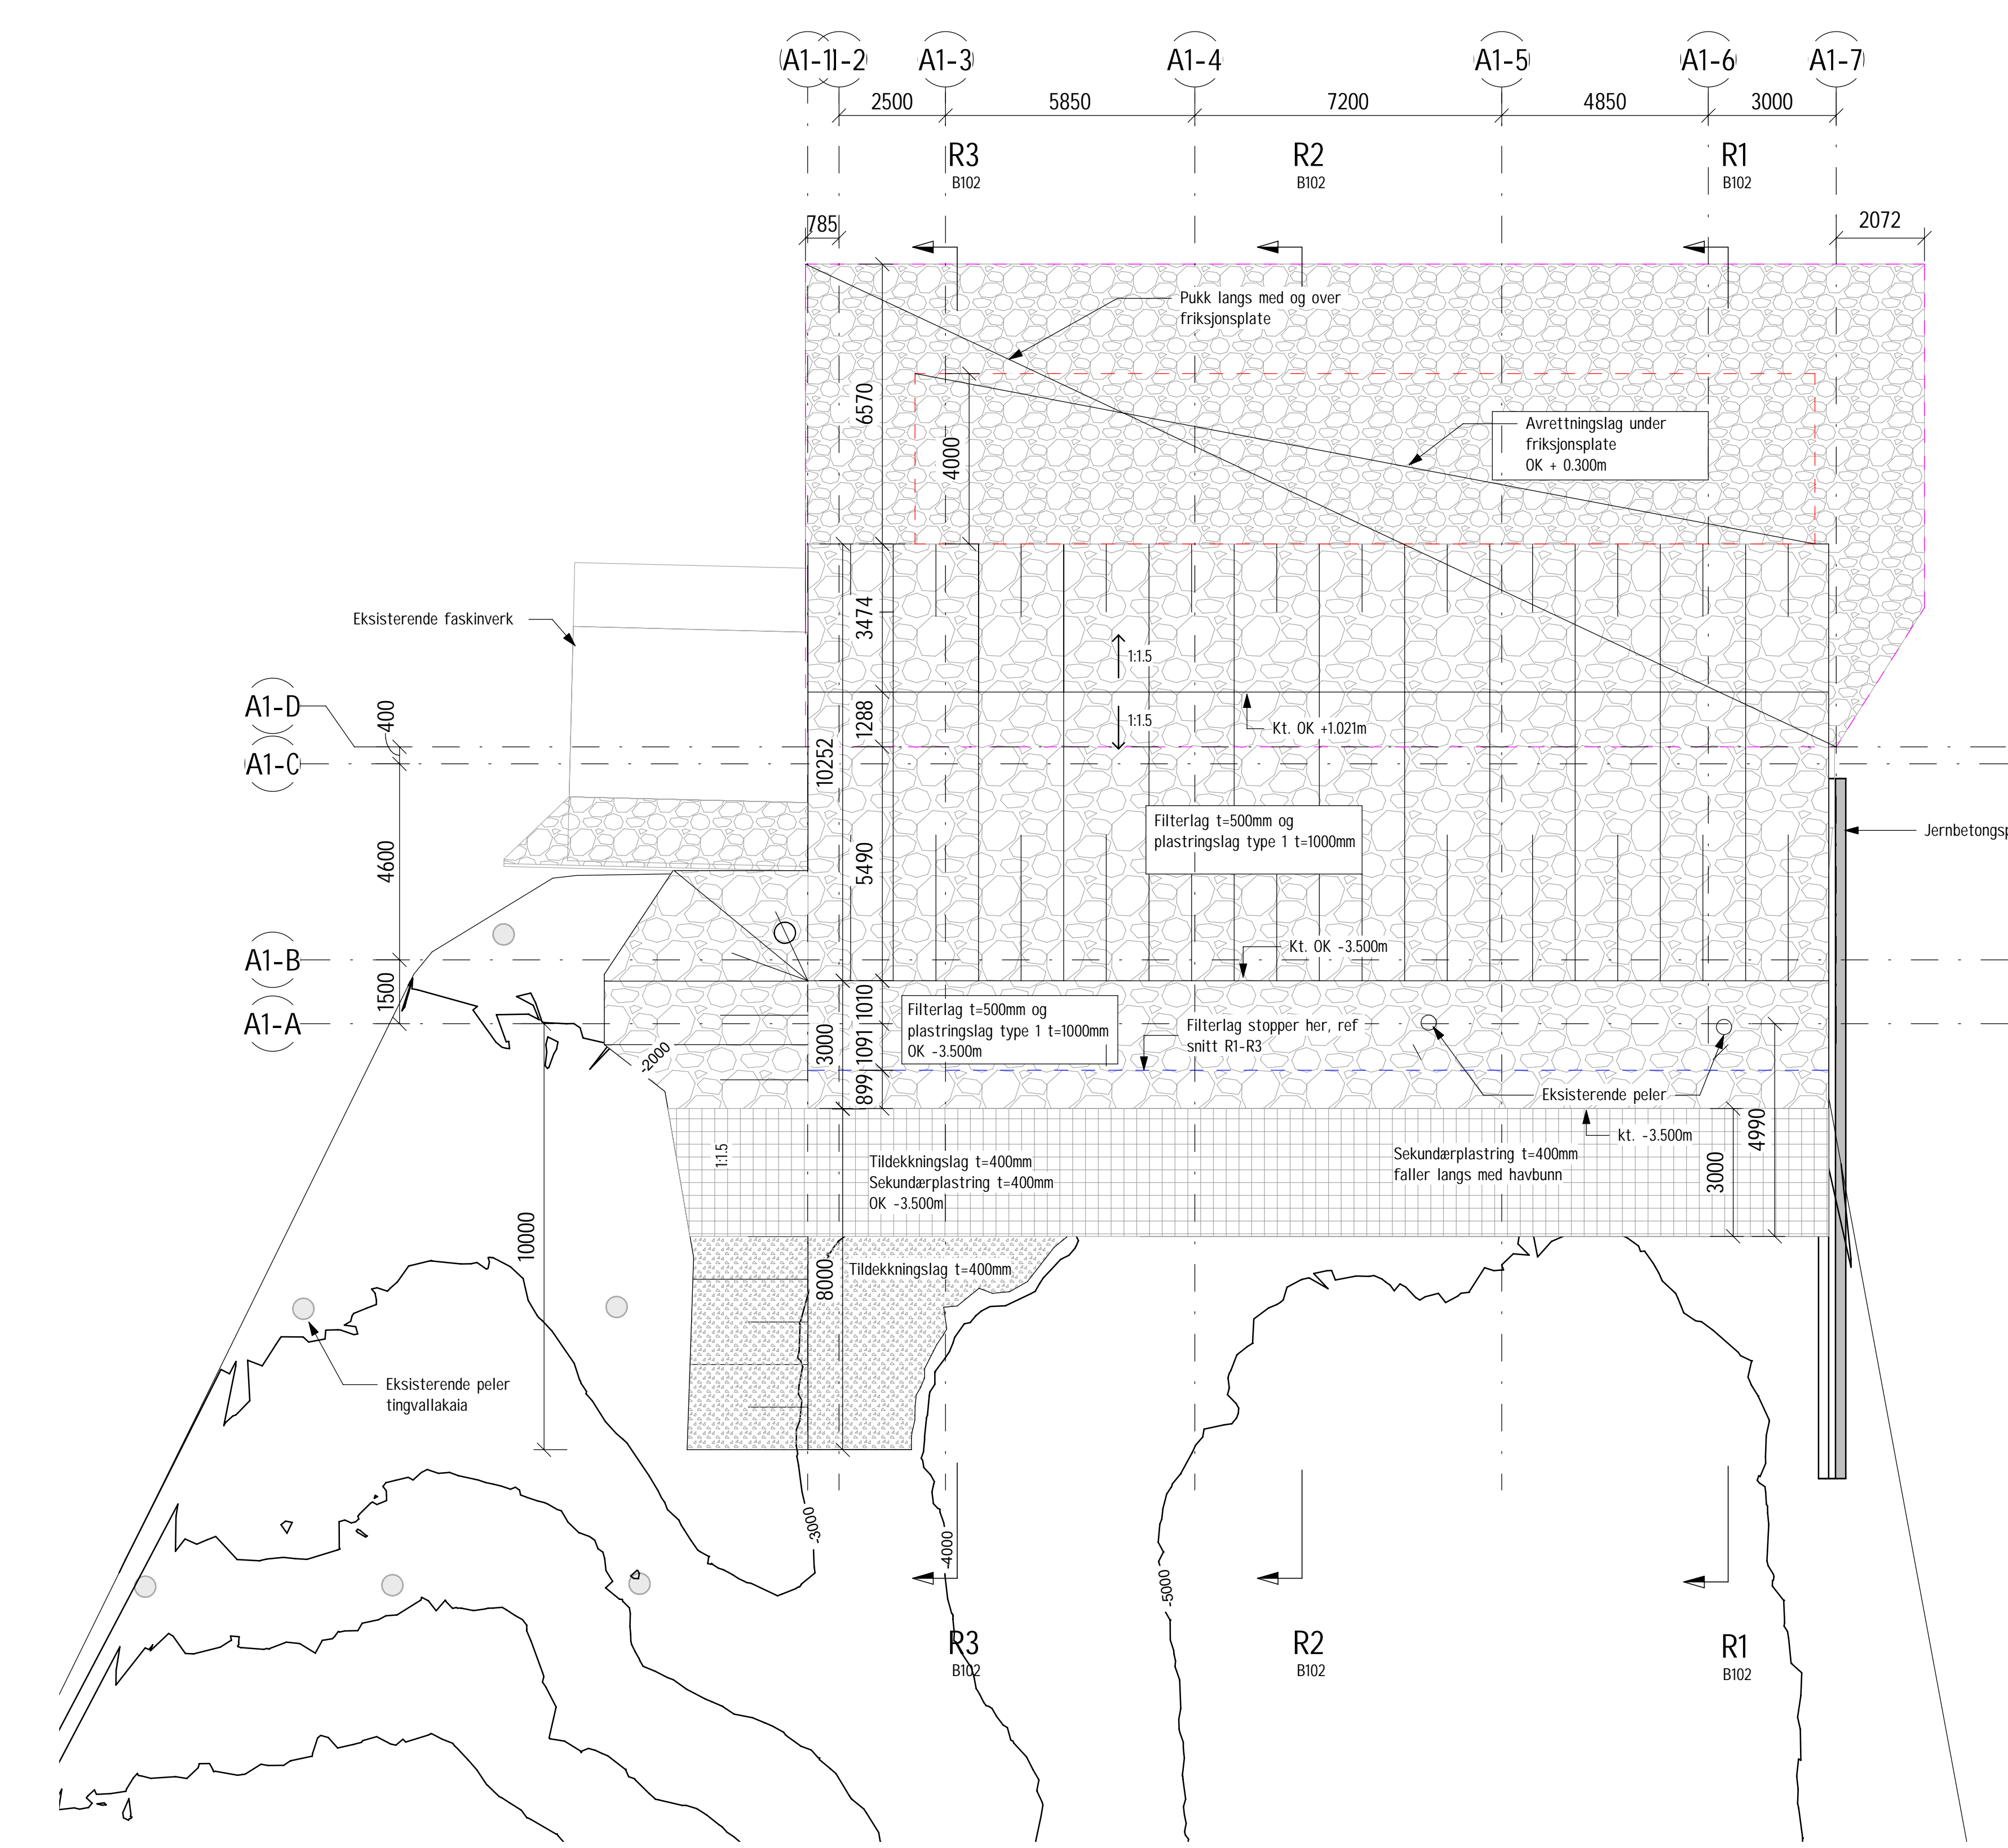 A1-1
1-2
A1-3
A1-4
A1-5
A1-6
A1-7
2500
5850
7200
4850
3000
R3
B102
R2
B102
R1
B102
785
2072
Pukk langs med og over
friksjonsplate
6570
4000
Avrettningslag under
friksjonsplate
OK + 0.300m
Eksisterende faskinverk
3474
1:1.5
A1-D
400
1288
1:1.5
Kt. OK +1.021m
A1-C
10252
4600
5490
Filterlag t=500mm og
plastringslag type 1 t=1000mm
Jernbetongsp
A1-B
Kt. OK -3.500m
1500
1010
A1-A
3000
1091
899
Filterlag t=500mm og
plastringslag type 1 t=1000mm
OK -3.500m
Filterlag stopper her, ref
snitt R1-R3
-2000
Eksisterende peler
kt. -3.500m
4990
3000
1:1.5
Tildekkningslag t=400mm
Sekundærplastring t=400mm
OK -3.500m
Sekundærplastring t=400mm
faller langs med havbunn
10000
8000
Tildekkningslag t=400mm
Eksisterende peler
tingvallakaia
-3000
-4000
-5000
R3
B102
R2
B102
R1
B102